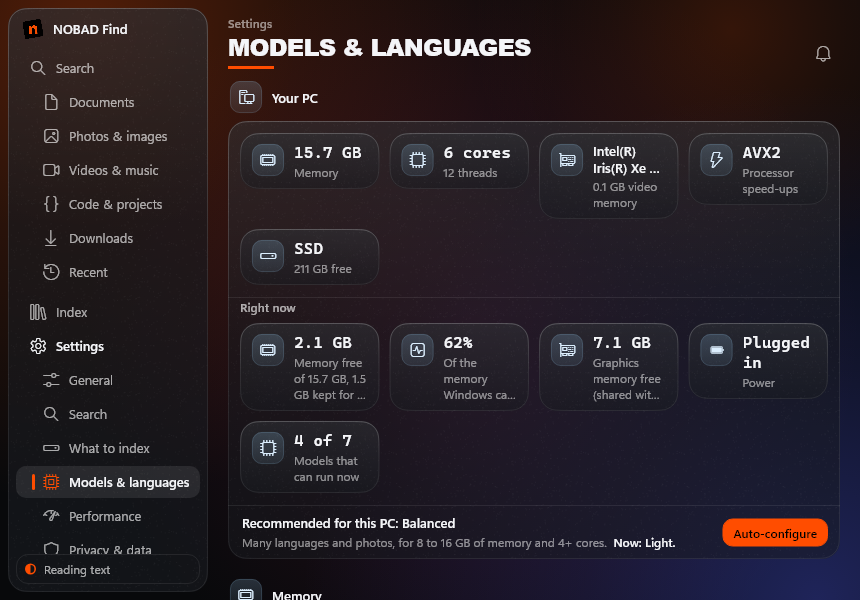 NOBAD Find
Search
Documents
Photos & images
Videos & music
Code & projects
Downloads
Recent
Index
Settings
General
Search
What to index
Models & languages
Performance
Privacy & data
Reading text
Settings
MODELS & LANGUAGES
Your PC
15.7 GB
Memory
6 cores
12 threads
Intel(R)
Iris(R) Xe ...
0.1 GB video
memory
AVX2
Processor
speed-ups
SSD
211 GB free
Right now
2.1 GB
Memory free
of 15.7 GB, 1.5
GB kept for ...
62%
Of the
memory
Windows ca...
7.1 GB
Graphics
memory free
(shared wit...
Plugged
in
Power
4 of 7
Models that
can run now
Recommended for this PC: Balanced
Many languages and photos, for 8 to 16 GB of memory and 4+ cores. Now: Light.
Auto-configure
Memory